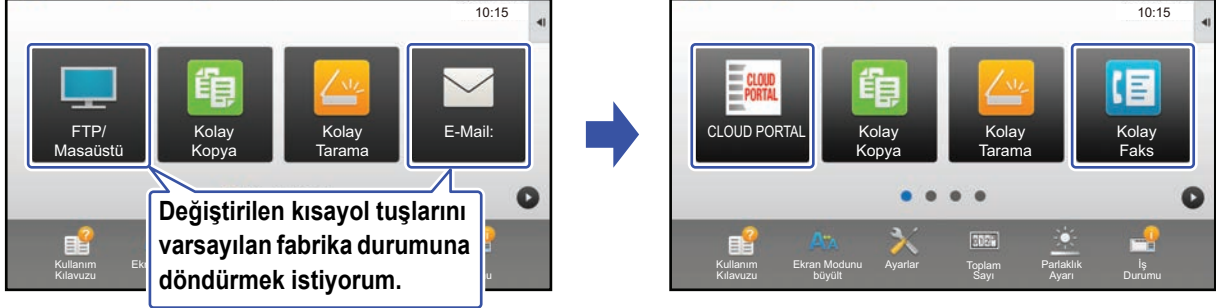 10:15
FTP/
Masaüstü
Kolay
Kopya
Kolay
Tarama
E-Mail:
Değiştirilen kısayol tuşlarını
varsayılan fabrika durumuna
döndürmek istiyorum.
Kullanım
Kılavuzu
10:15
CLOUD
PORTAL
CLOUD PORTAL
Kolay
Kopya
Kolay
Tarama
Kolay
Faks
Kullanım
Kılavuzu
Ekran Modunu
büyült
Ayarlar
Toplam
Sayı
Parlaklık
Ayarı
İş
Durumu